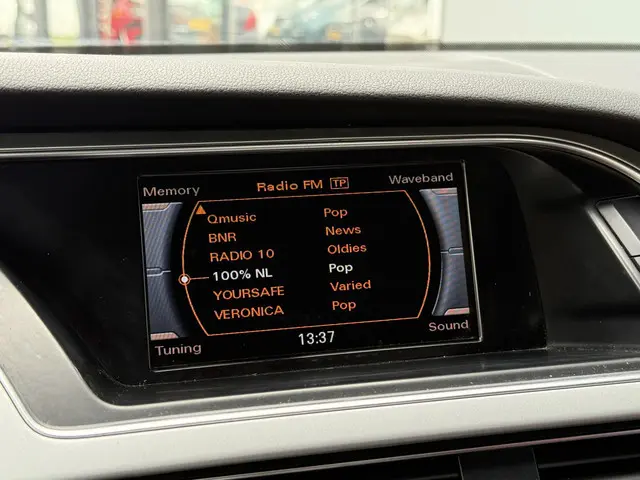 Memory Radio FM TP Waveband
Qmusic Pop
BNR News
RADIO 10 Oldies
100% NL Pop
YOURSAFE Varied
VERONICA Pop
Tuning 13:37 Sound